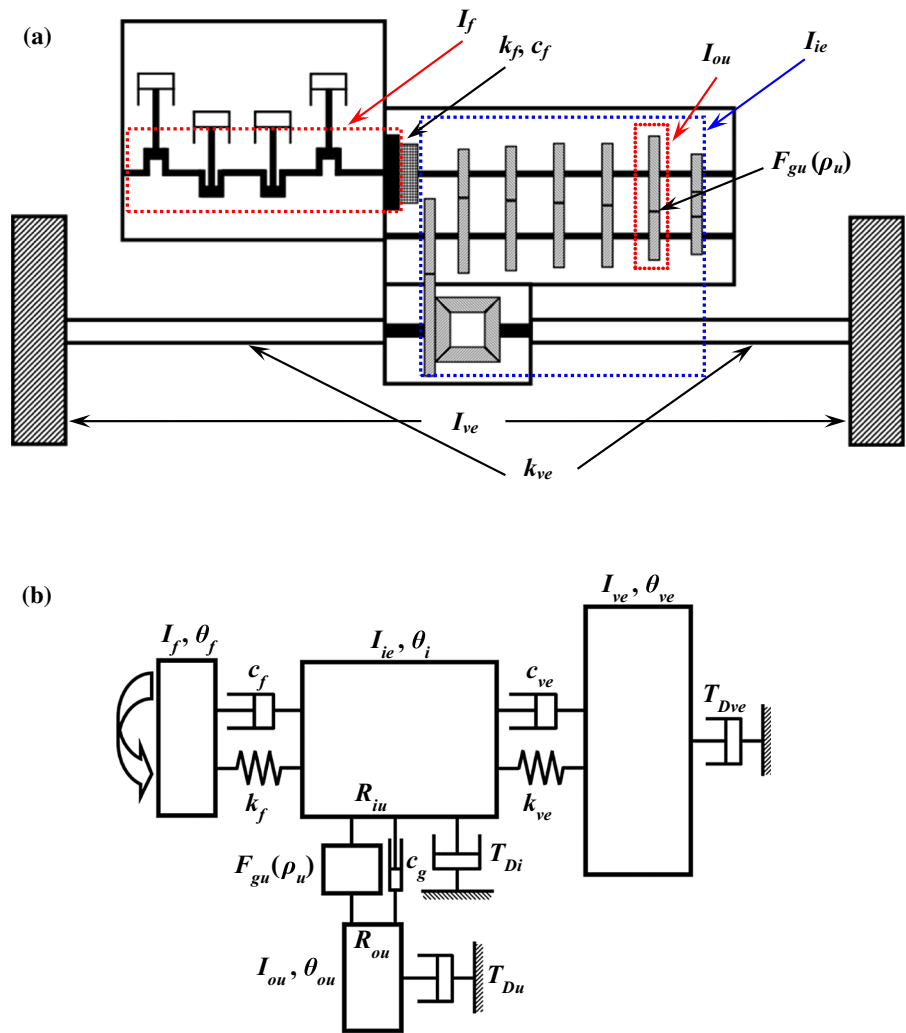 (a)
I_f
k_f, c_f
I_ou
I_ie
F_gu (ρ_u)
I_ve
k_ve
(b)
I_f, θ_f
c_f
k_f
I_ie, θ_i
R_iu
c_ve
k_ve
I_ve, θ_ve
T_Dve
F_gu (ρ_u)
c_g
T_Di
R_ou
I_ou, θ_ou
T_Du